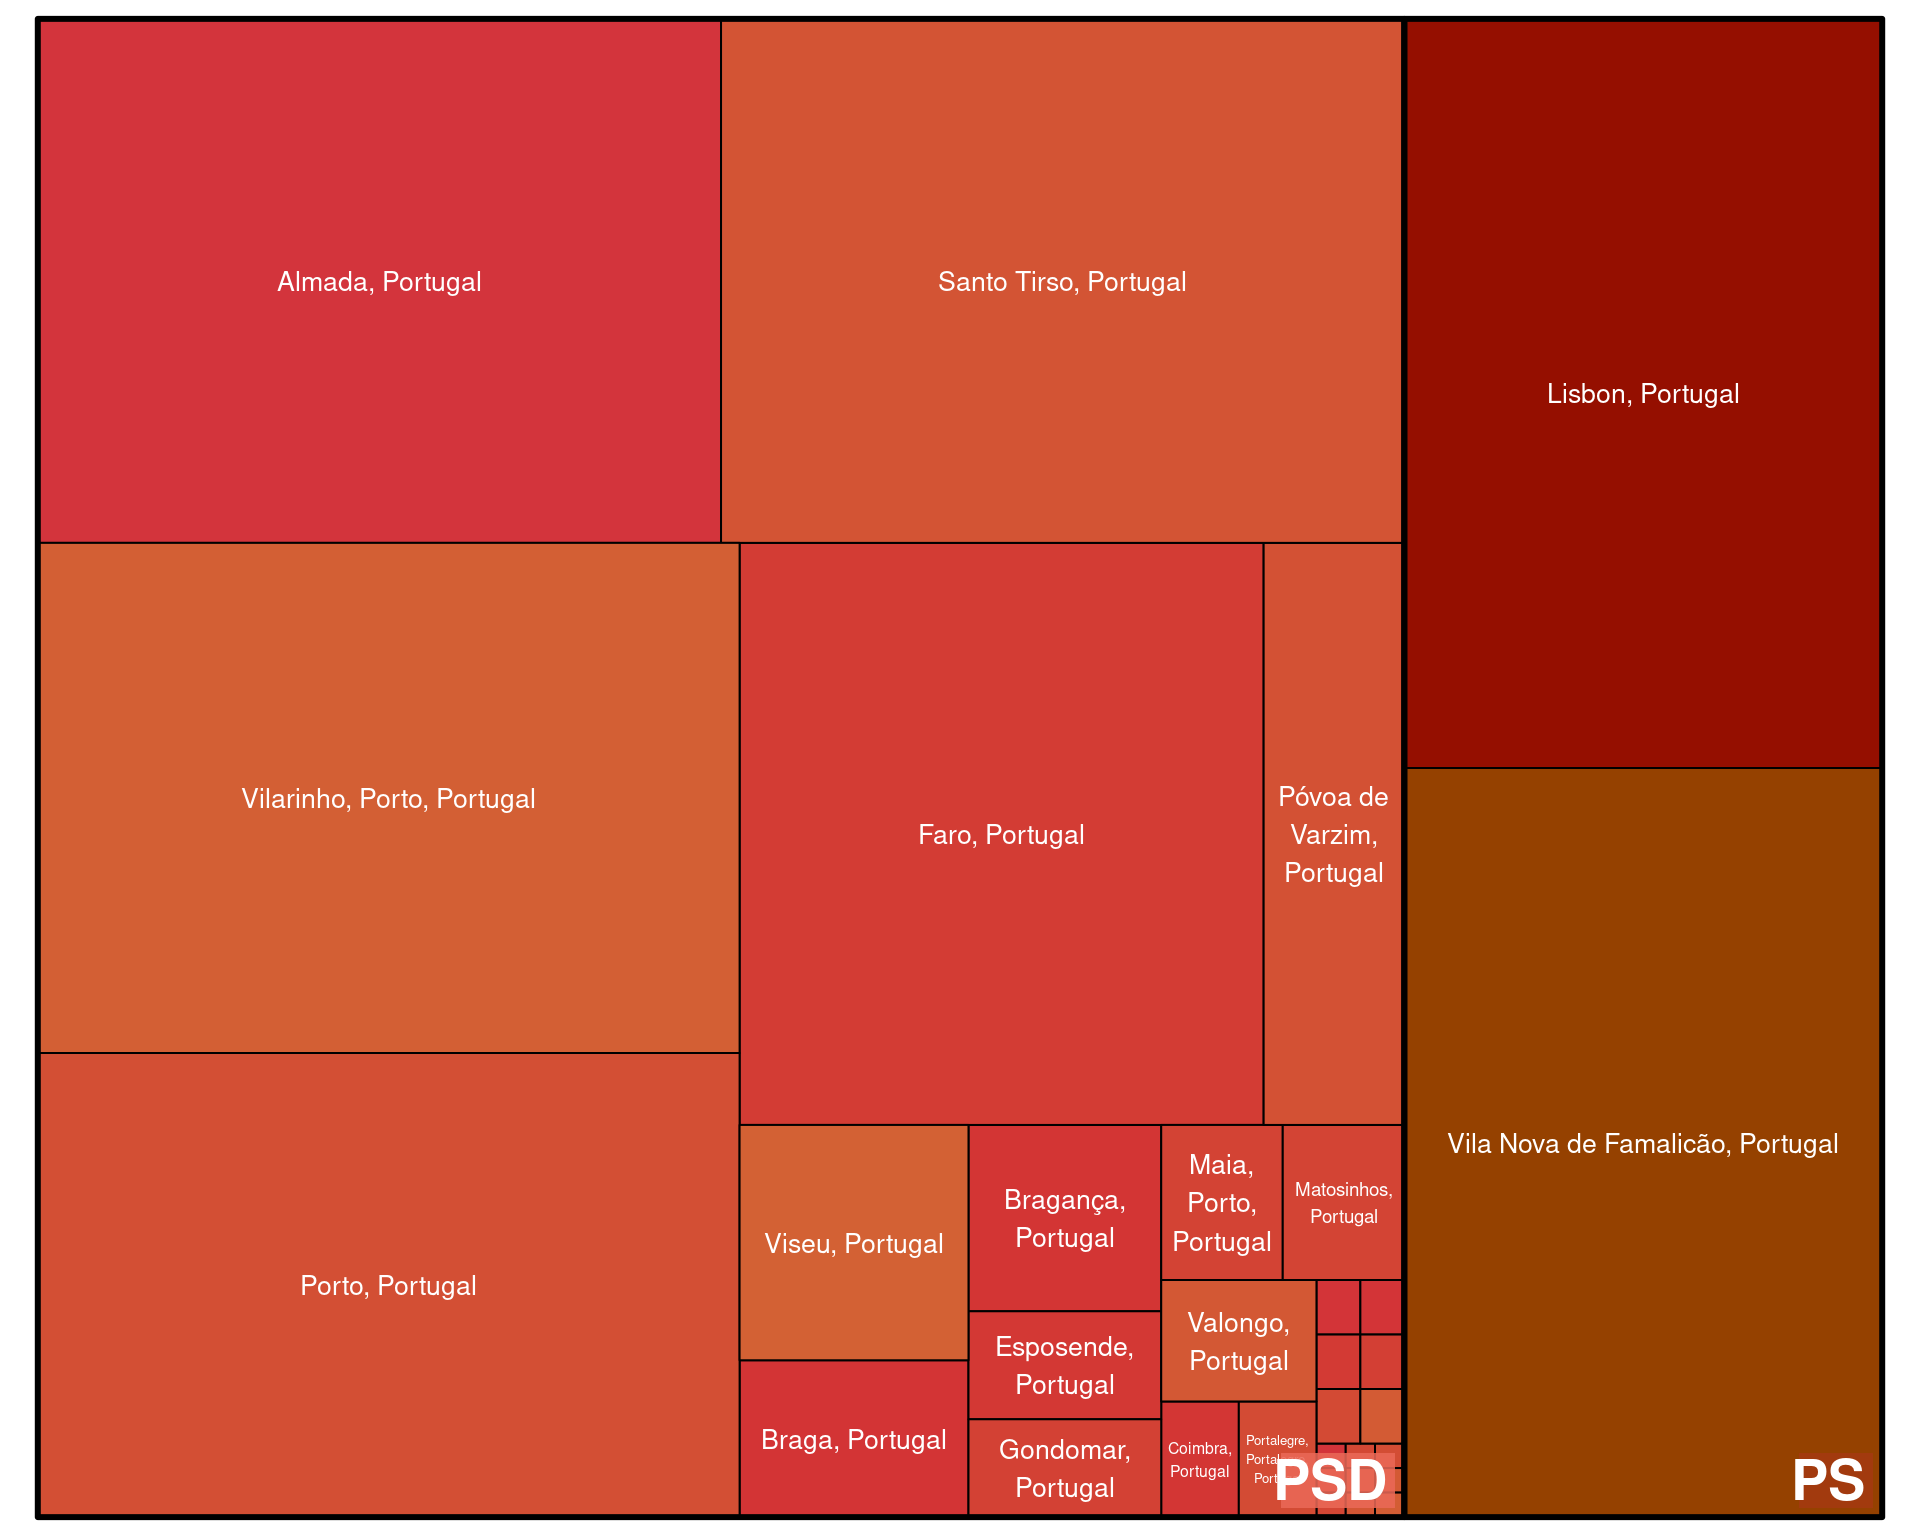 Almada, Portugal
Santo Tirso, Portugal
Lisbon, Portugal
Vilarinho, Porto, Portugal
Faro, Portugal
Póvoa de
Varzim,
Portugal
Vila Nova de Famalicão, Portugal
Porto, Portugal
Viseu, Portugal
Bragança,
Portugal
Maia,
Porto,
Portugal
Matosinhos,
Portugal
Esposende,
Portugal
Valongo,
Portugal
Braga, Portugal
Gondomar,
Portugal
Coimbra,
Portugal
Portalegre,
PSD
PS